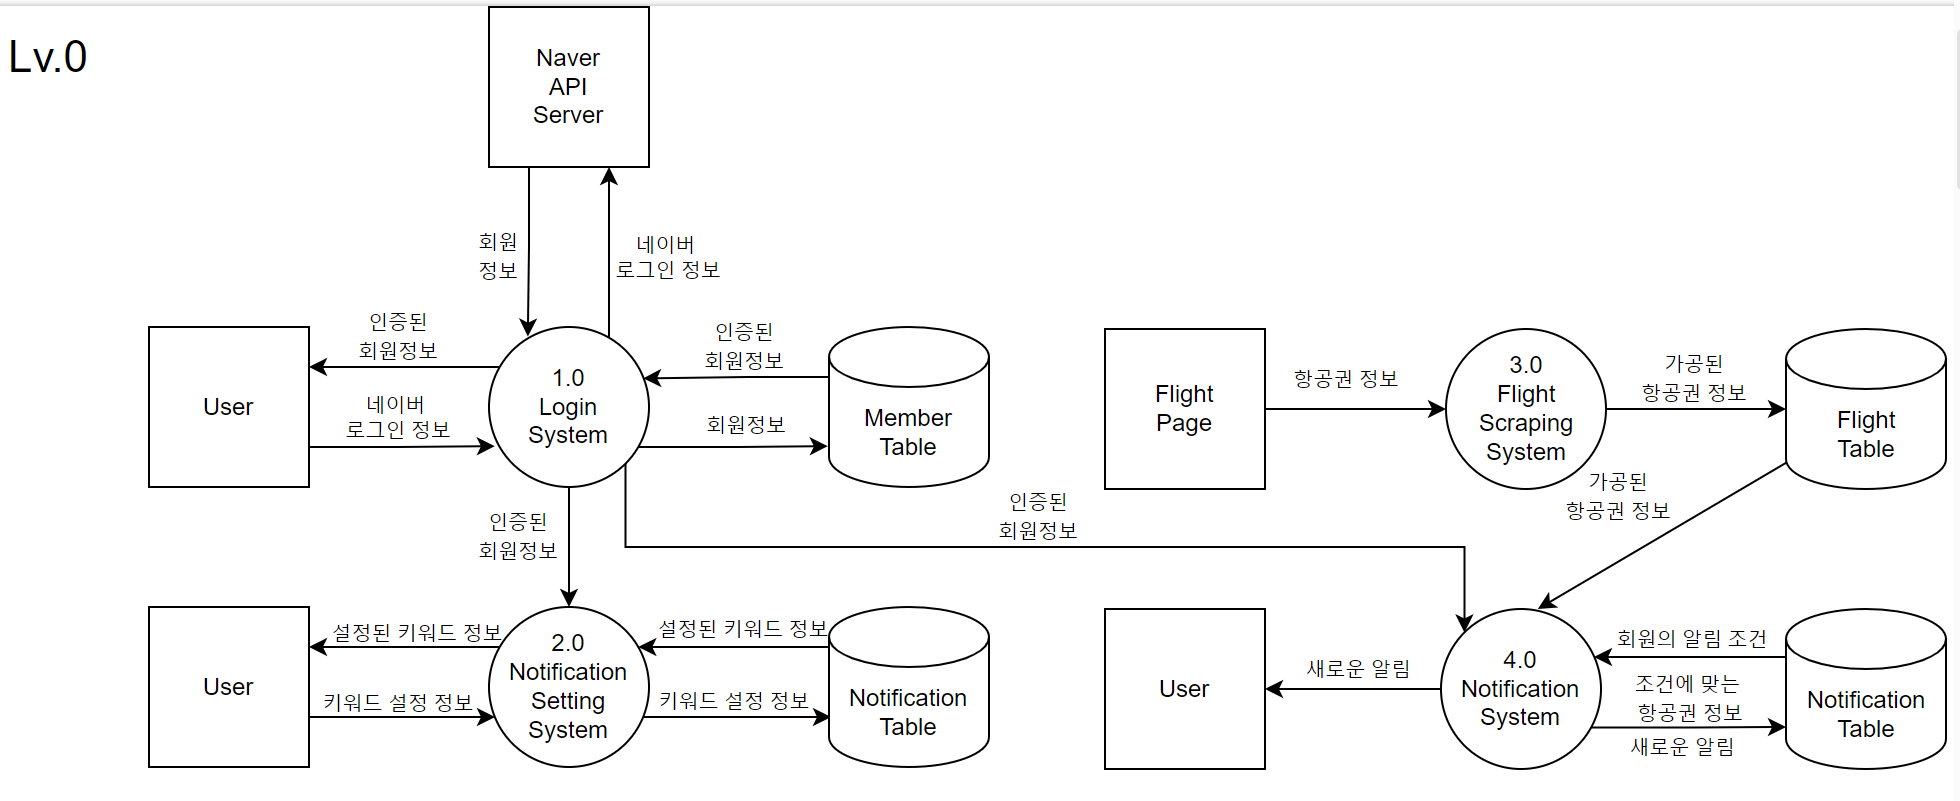 Lv.0
Naver
API
Server
회원
정보
네이버
로그인 정보
인증된
회원정보
네이버
로그인 정보
User
1.0
Login
System
인증된
회원정보
회원정보
Member
Table
Flight
Page
항공권 정보
3.0
Flight
Scraping
System
가공된
항공권 정보
Flight
Table
가공된
항공권 정보
인증된
회원정보
인증된
회원정보
User
설정된 키워드 정보
키워드 설정 정보
2.0
Notification
Setting
System
설정된 키워드 정보
키워드 설정 정보
Notification
Table
User
새로운 알림
4.0
Notification
System
회원의 알림 조건
조건에 맞는
항공권 정보
새로운 알림
Notification
Table